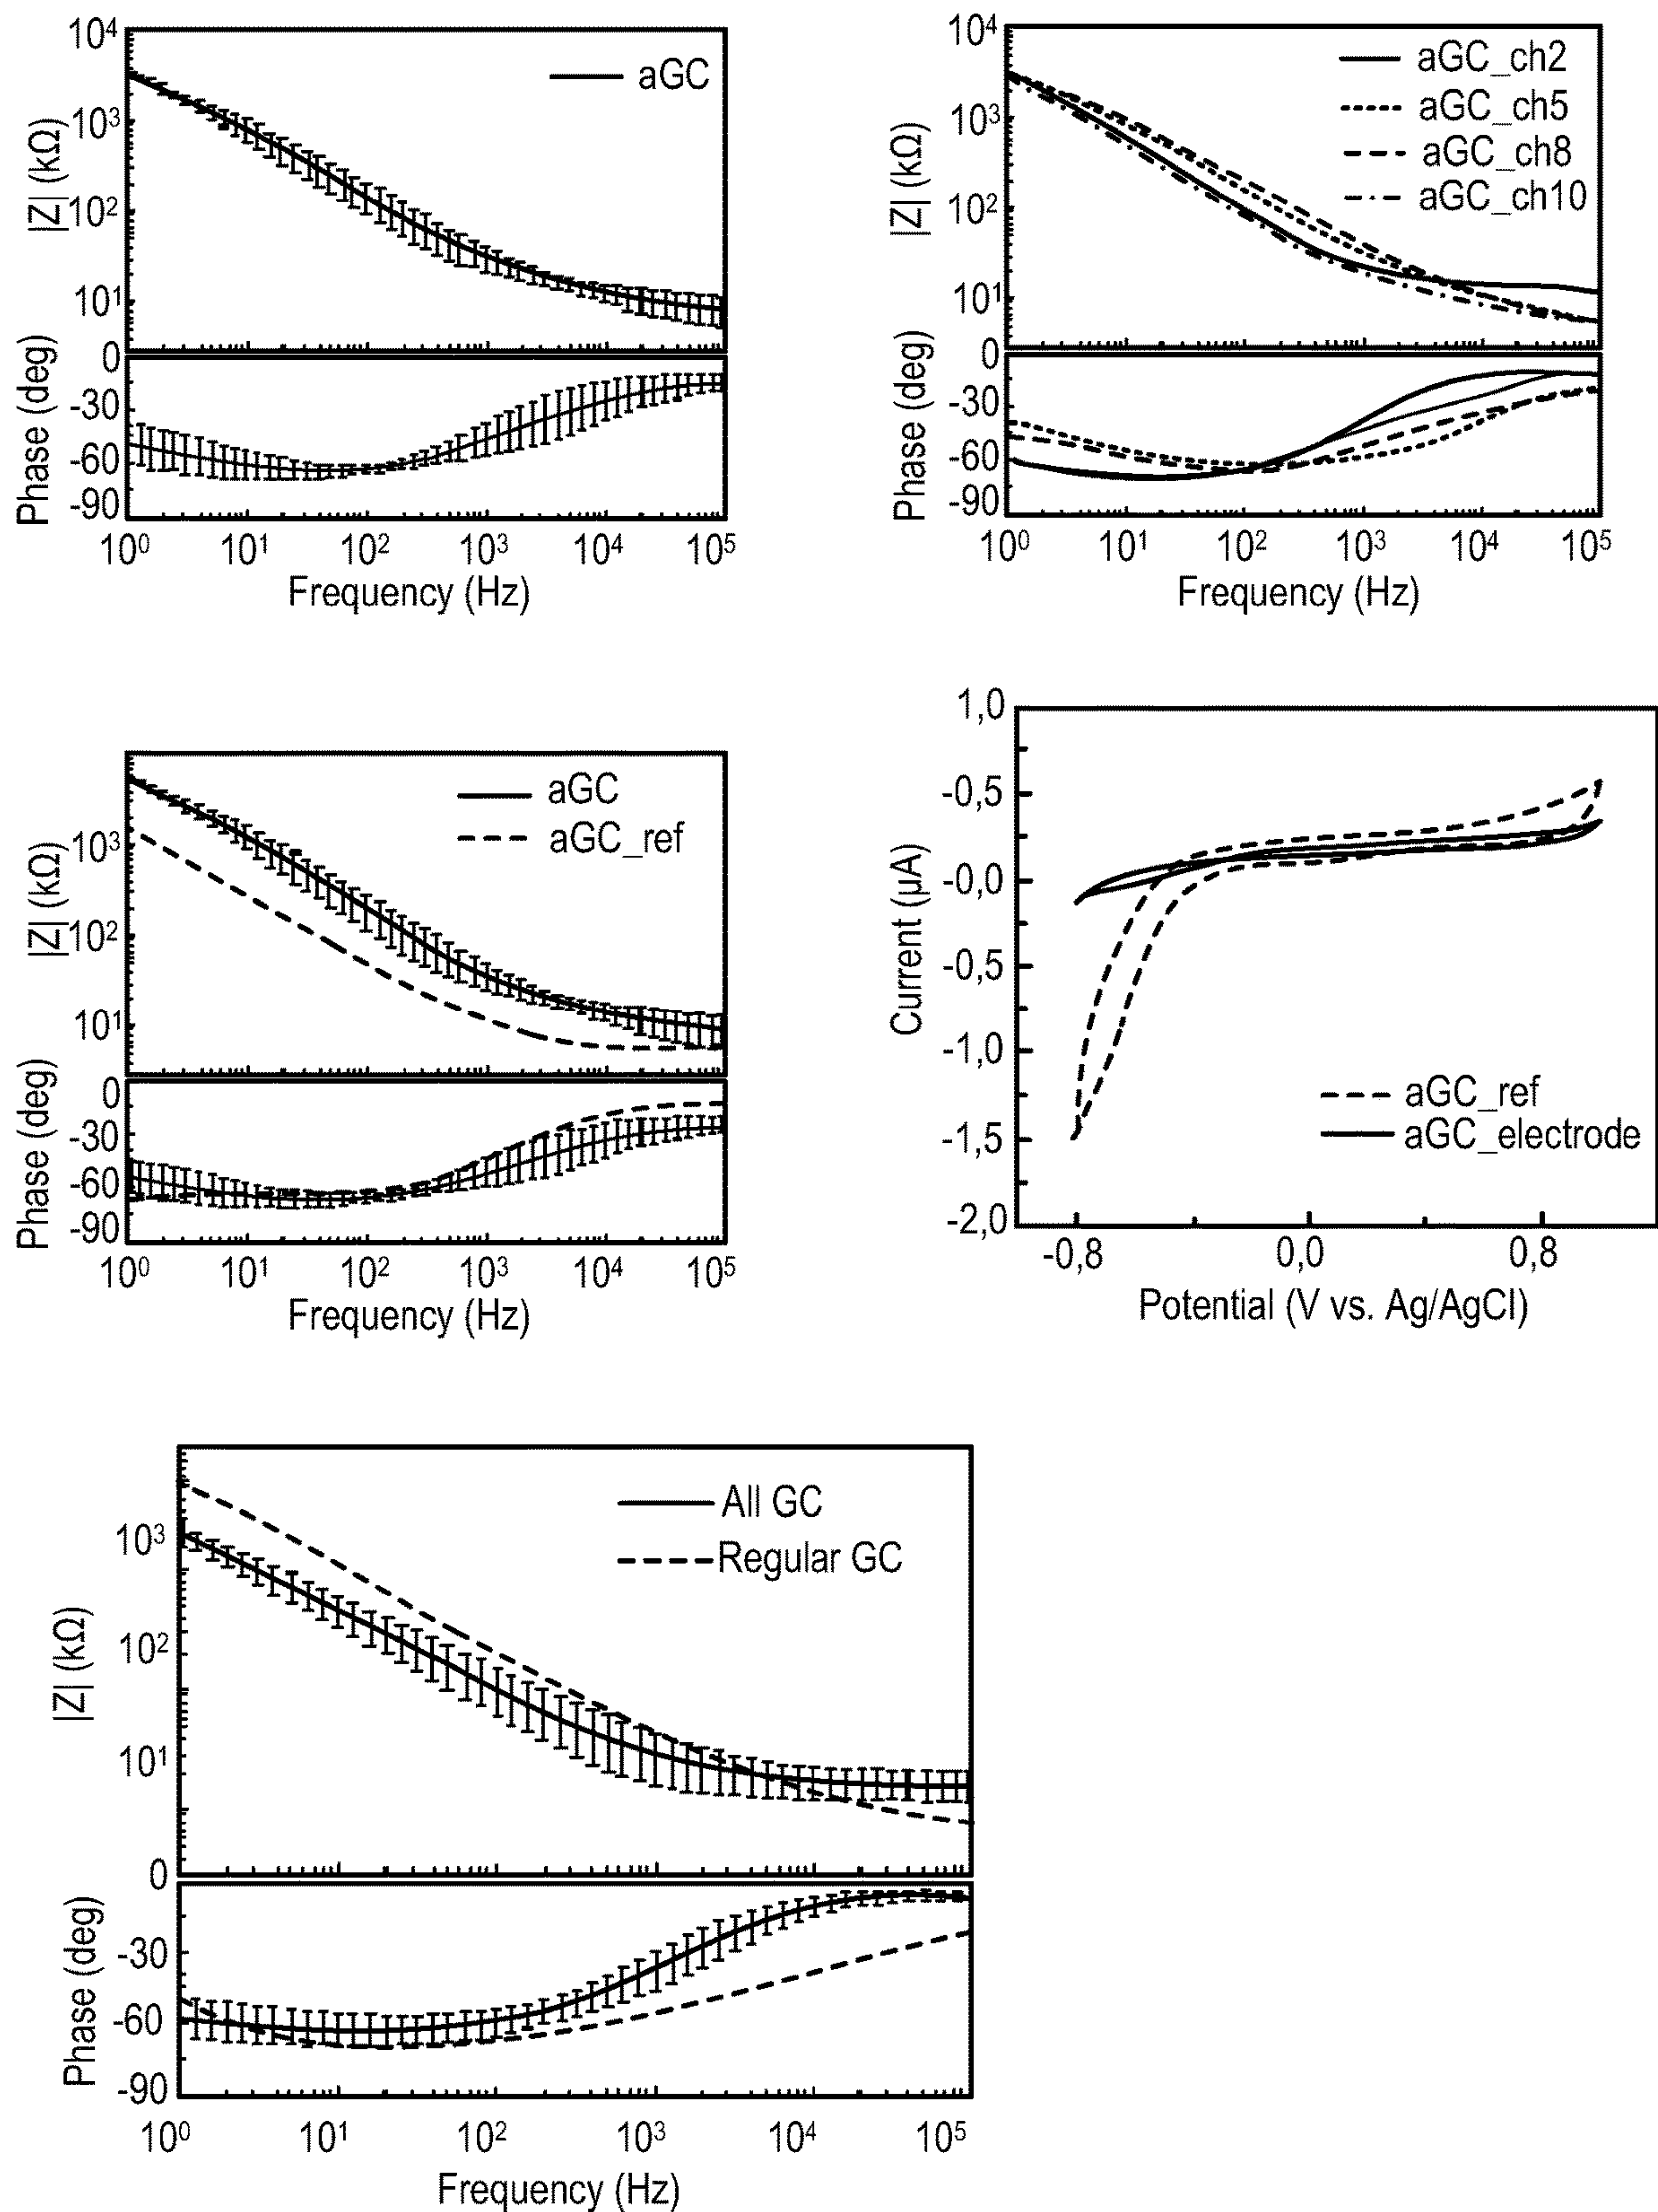 10⁴
10³
10²
10¹
0
|Z| (kΩ)
aGC
0
-30
-60
-90
Phase (deg)
10⁰ 10¹ 10² 10³ 10⁴ 10⁵
Frequency (Hz)
10⁴
10³
10²
10¹
|Z| (kΩ)
aGC_ch2
aGC_ch5
aGC_ch8
aGC_ch10
0
-30
-60
-90
Phase (deg)
10⁰ 10¹ 10² 10³ 10⁴ 10⁵
Frequency (Hz)
10³
10²
10¹
|Z| (kΩ)
aGC
aGC_ref
0
-30
-60
-90
Phase (deg)
10⁰ 10¹ 10² 10³ 10⁴ 10⁵
Frequency (Hz)
1,0
-0,5
-0,0
-0,5
-1,0
-1,5
-2,0
Current (µA)
aGC_ref
aGC_electrode
-0,8 0,0 0,8
Potential (V vs. Ag/AgCl)
10³
10²
10¹
0
|Z| (kΩ)
All GC
Regular GC
-30
-60
-90
Phase (deg)
10⁰ 10¹ 10² 10³ 10⁴ 10⁵
Frequency (Hz)